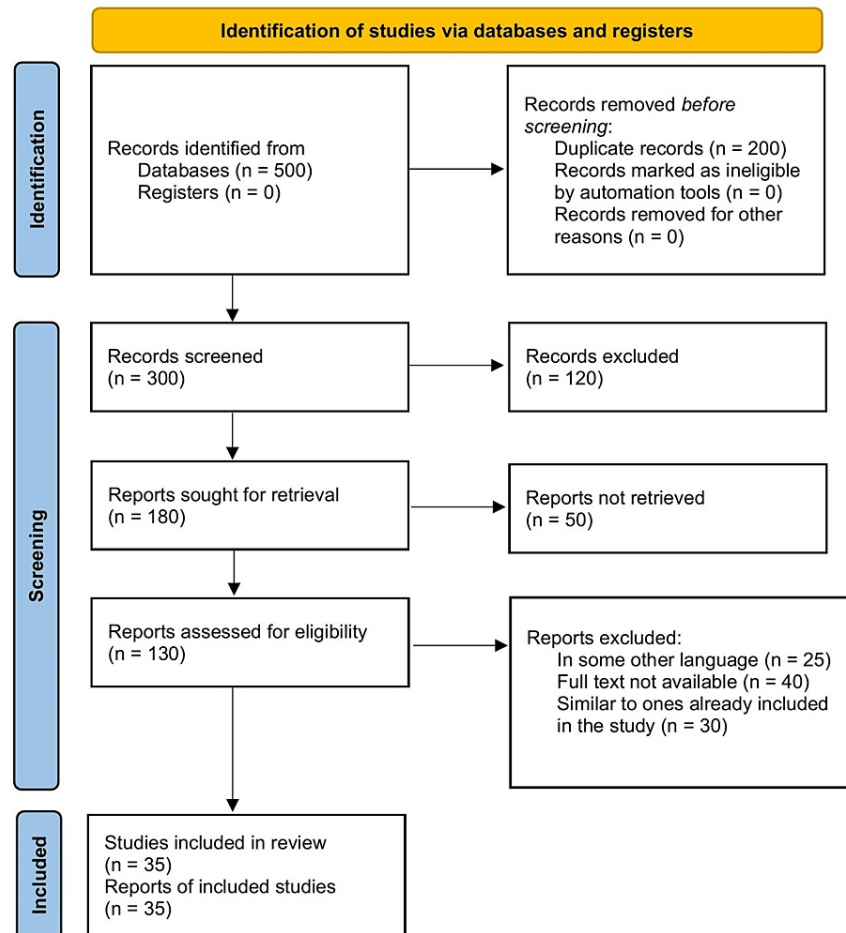 Identification of studies via databases and registers
Identification
Records identified from
Databases (n = 500)
Registers (n = 0)
Records removed before
screening:
Duplicate records (n = 200)
Records marked as ineligible
by automation tools (n = 0)
Records removed for other
reasons (n = 0)
Screening
Records screened
(n = 300)
Records excluded
(n = 120)
Reports sought for retrieval
(n = 180)
Reports not retrieved
(n = 50)
Reports assessed for eligibility
(n = 130)
Reports excluded:
In some other language (n = 25)
Full text not available (n = 40)
Similar to ones already included
in the study (n = 30)
Included
Studies included in review
(n = 35)
Reports of included studies
(n = 35)